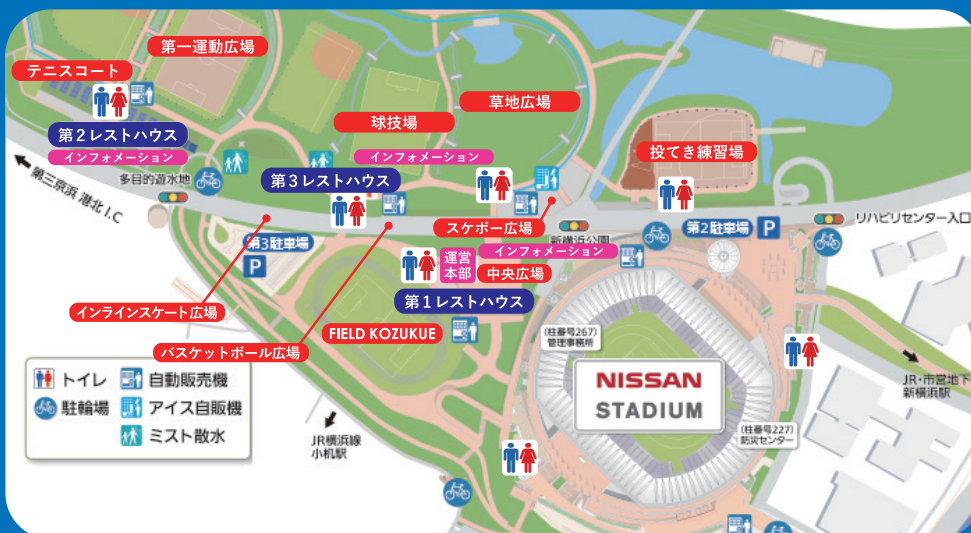 第一運動広場
テニスコート
草地広場
球技場
第２レストハウス
インフォメーション
インフォメーション
投てき練習場
第三京浜 港北 I.C
多目的遊水地
第３レストハウス
スケボー広場
新横浜公園
第2駐車場
P
リハビリセンター入口
第3駐車場
P
運営
本部
インフォメーション
中央広場
第１レストハウス
インラインスケート広場
FIELD KOZUKUE
バスケットボール広場
(柱番号267)
管理事務所
NISSAN
STADIUM
JR・市営地下
新横浜駅
トイレ
自動販売機
駐輪場
アイス自販機
ミスト散水
JR横浜線
小机駅
(柱番号227)
防災センター